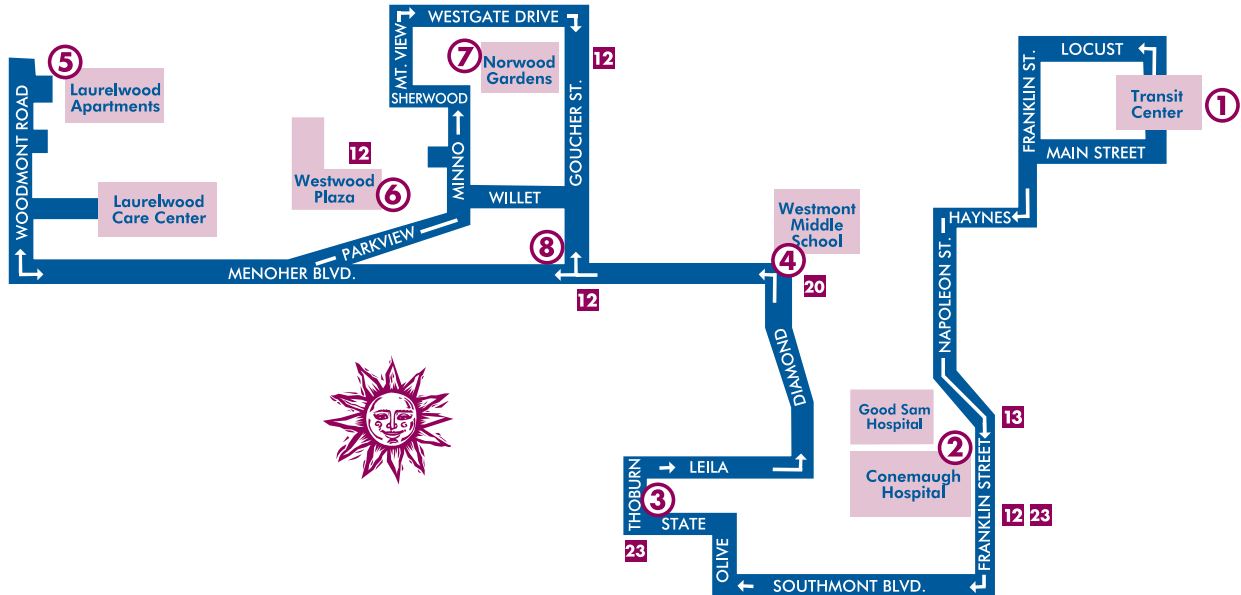 WESTGATE DRIVE
MT. VIEW
7
Norwood
Gardens
12
GOUCHER ST.
SHERWOOD
MINNO
WILLET
5
Laurelwood
Apartments
WOODMONT ROAD
Laurelwood
Care Center
12
Westwood
Plaza
6
PARKVIEW
MENOHER BLVD.
8
12
Westmont
Middle
School
4
20
DIAMOND
LOCUST
FRANKLIN ST.
Transit
Center
1
MAIN STREET
HAYNES
NAPOLEON ST.
Good Sam
Hospital
13
2
Conemaugh
Hospital
FRANKLIN STREET
12
23
LEILA
THOBURN
3
STATE
23
OLIVE
SOUTHMONT BLVD.